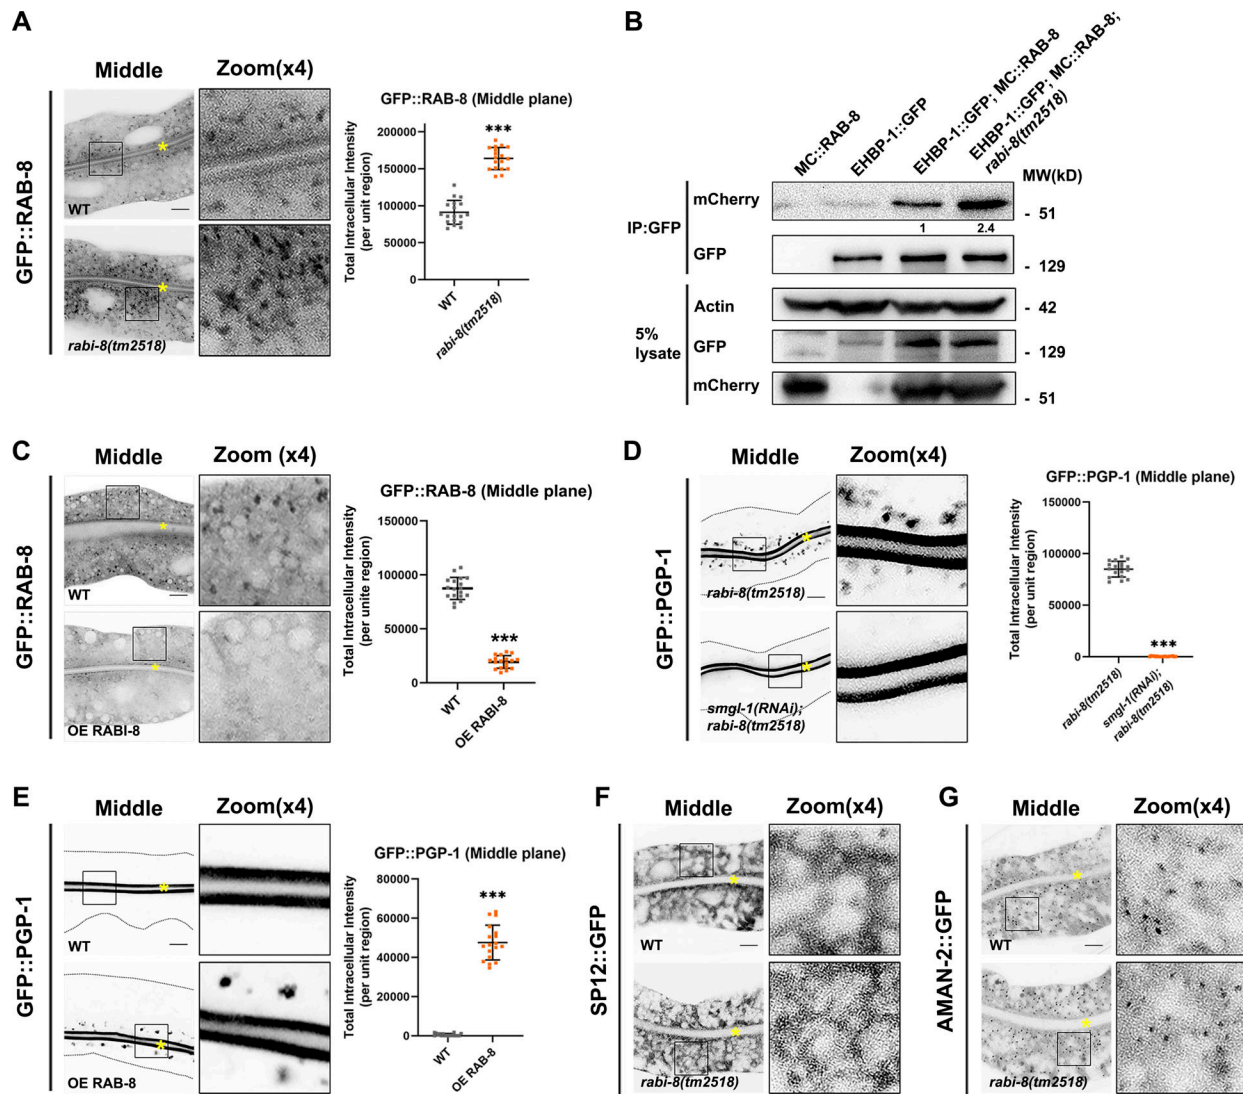 A
Middle
Zoom(x4)
GFP::RAB-8
WT
rabi-8(tm2518)
GFP::RAB-8 (Middle plane)
Total Intracellular Intensity
(per unit region)
200000
150000
100000
50000
0
***
WT
rabi-8(tm2518)
B
MC::RAB-8
EHBP-1::GFP
EHBP-1::GFP; MC::RAB-8
EHBP-1::GFP; MC::RAB-8;
rabi-8(tm2518)
MW(kD)
IP:GFP
mCherry
- 51
1
2.4
GFP
- 129
5%
lysate
Actin
- 42
GFP
- 129
mCherry
- 51
C
Middle
Zoom (x4)
GFP::RAB-8
WT
OE RABI-8
GFP::RAB-8 (Middle plane)
Total Intracellular Intensity
(per unite region)
150000
100000
50000
0
***
WT
OE RABI-8
D
Middle
Zoom(x4)
GFP::PGP-1
rabi-8(tm2518)
smgl-1(RNAi);
rabi-8(tm2518)
GFP::PGP-1 (Middle plane)
Total Intracellular Intensity
(per unit region)
150000
100000
50000
0
***
rabi-8(tm2518)
smgl-1(RNAi);
rabi-8(tm2518)
E
Middle
Zoom(x4)
GFP::PGP-1
WT
OE RAB-8
GFP::PGP-1 (Middle plane)
Total Intracellular Intensity
(per unit region)
80000
60000
40000
20000
0
***
WT
OE RAB-8
F
Middle
Zoom(x4)
SP12::GFP
WT
rabi-8(tm2518)
G
Middle
Zoom(x4)
AMAN-2::GFP
WT
rabi-8(tm2518)